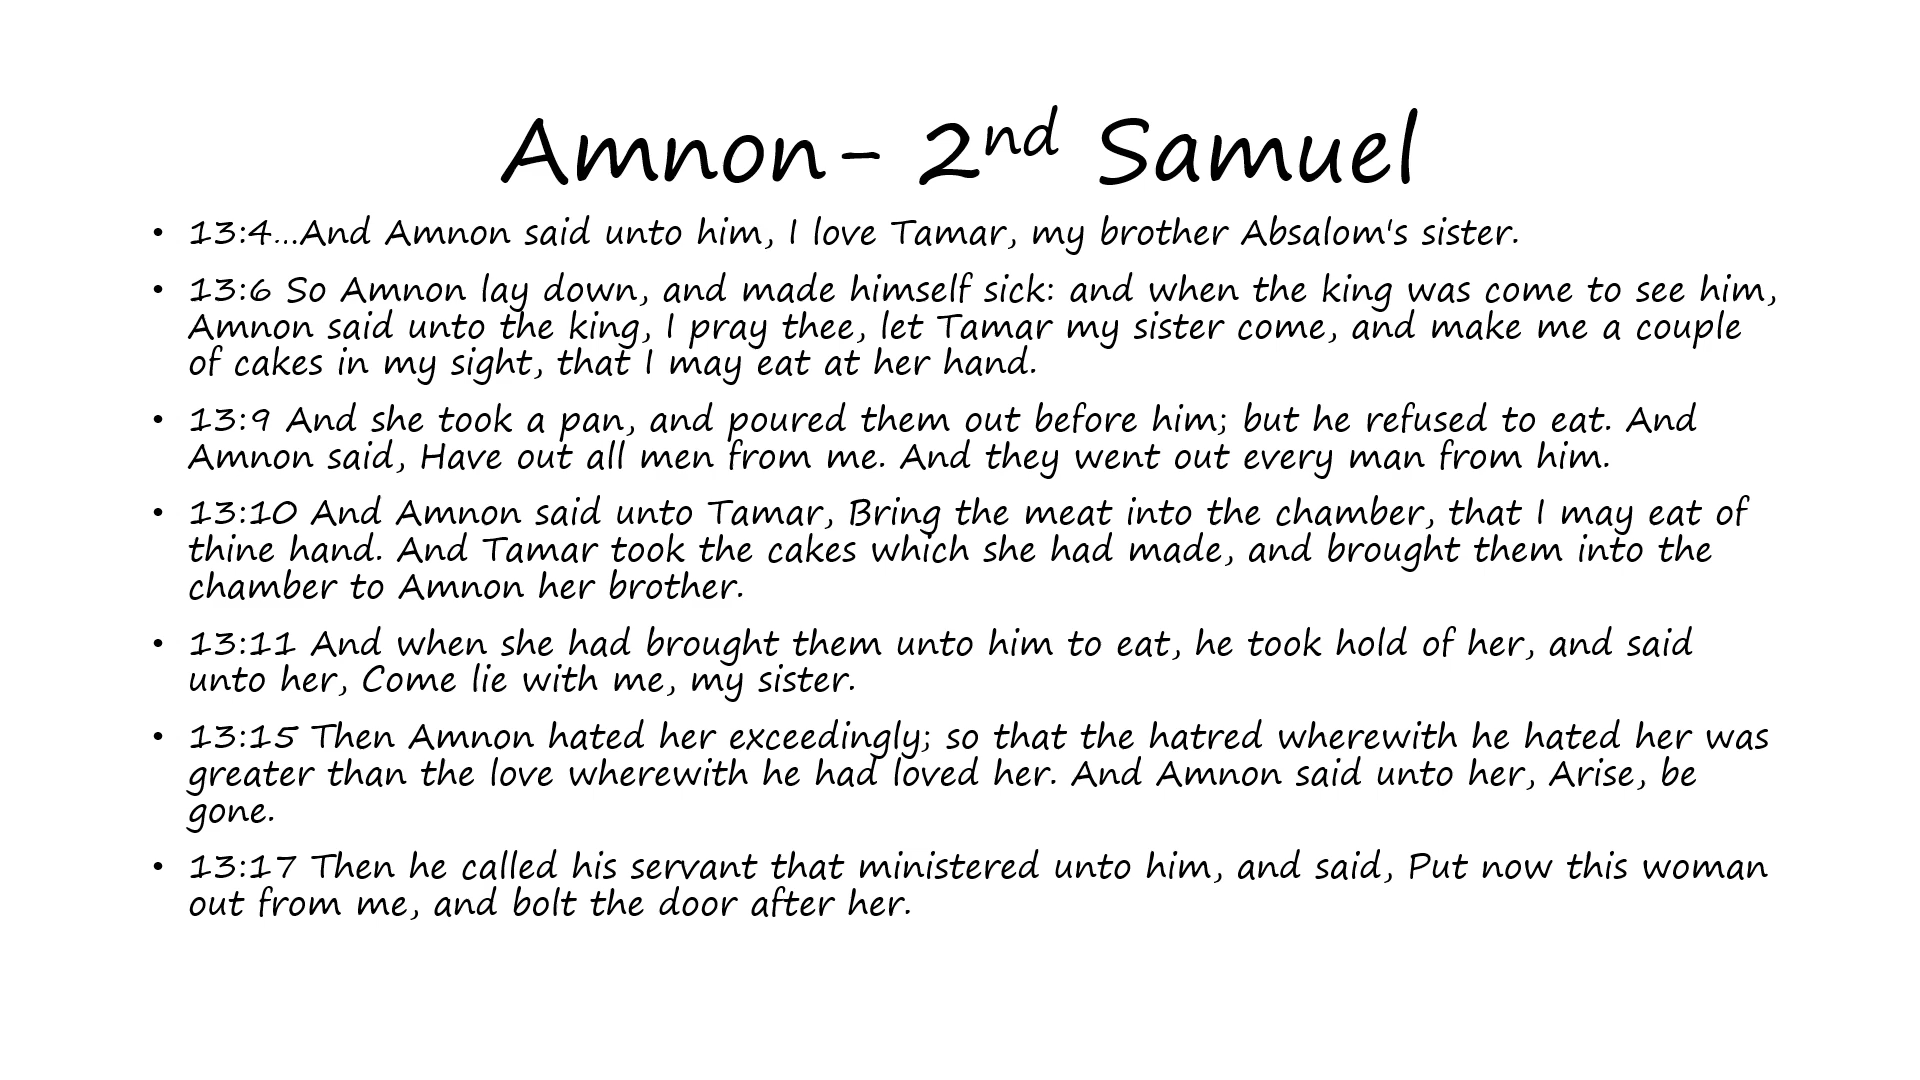 Amnon- 2nd Samuel
• 13:4...And Amnon said unto him, I love Tamar, my brother Absalom's sister.
• 13:6 So Amnon lay down, and made himself sick: and when the king was come to see him,
Amnon said unto the king, I pray thee, let Tamar my sister come, and make me a couple
of cakes in my sight, that I may eat at her hand.
• 13:9 And she took a pan, and poured them out before him; but he refused to eat. And
Amnon said, Have out all men from me. And they went out every man from him.
• 13:10 And Amnon said unto Tamar, Bring the meat into the chamber, that I may eat of
thine hand. And Tamar took the cakes which she had made, and brought them into the
chamber to Amnon her brother.
• 13:11 And when she had brought them unto him to eat, he took hold of her, and said
unto her, Come lie with me, my sister.
• 13:15 Then Amnon hated her exceedingly; so that the hatred wherewith he hated her was
greater than the love wherewith he had loved her. And Amnon said unto her, Arise, be
gone.
• 13:17 Then he called his servant that ministered unto him, and said, Put now this woman
out from me, and bolt the door after her.